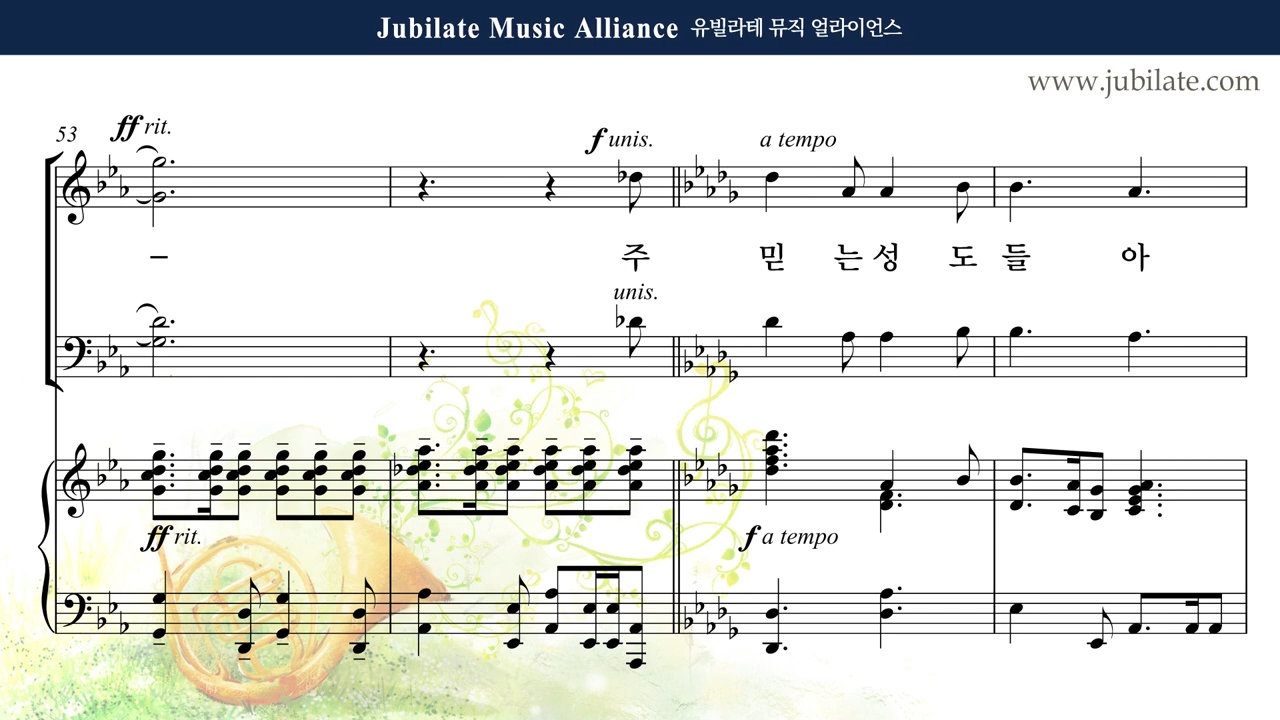 Jubilate Music Alliance 유빌라테 뮤직 얼라이언스
www.jubilate.com
53 ff rit. f unis. a tempo
– 주 믿 는 성 도 들 아
unis.
ff rit. f a tempo